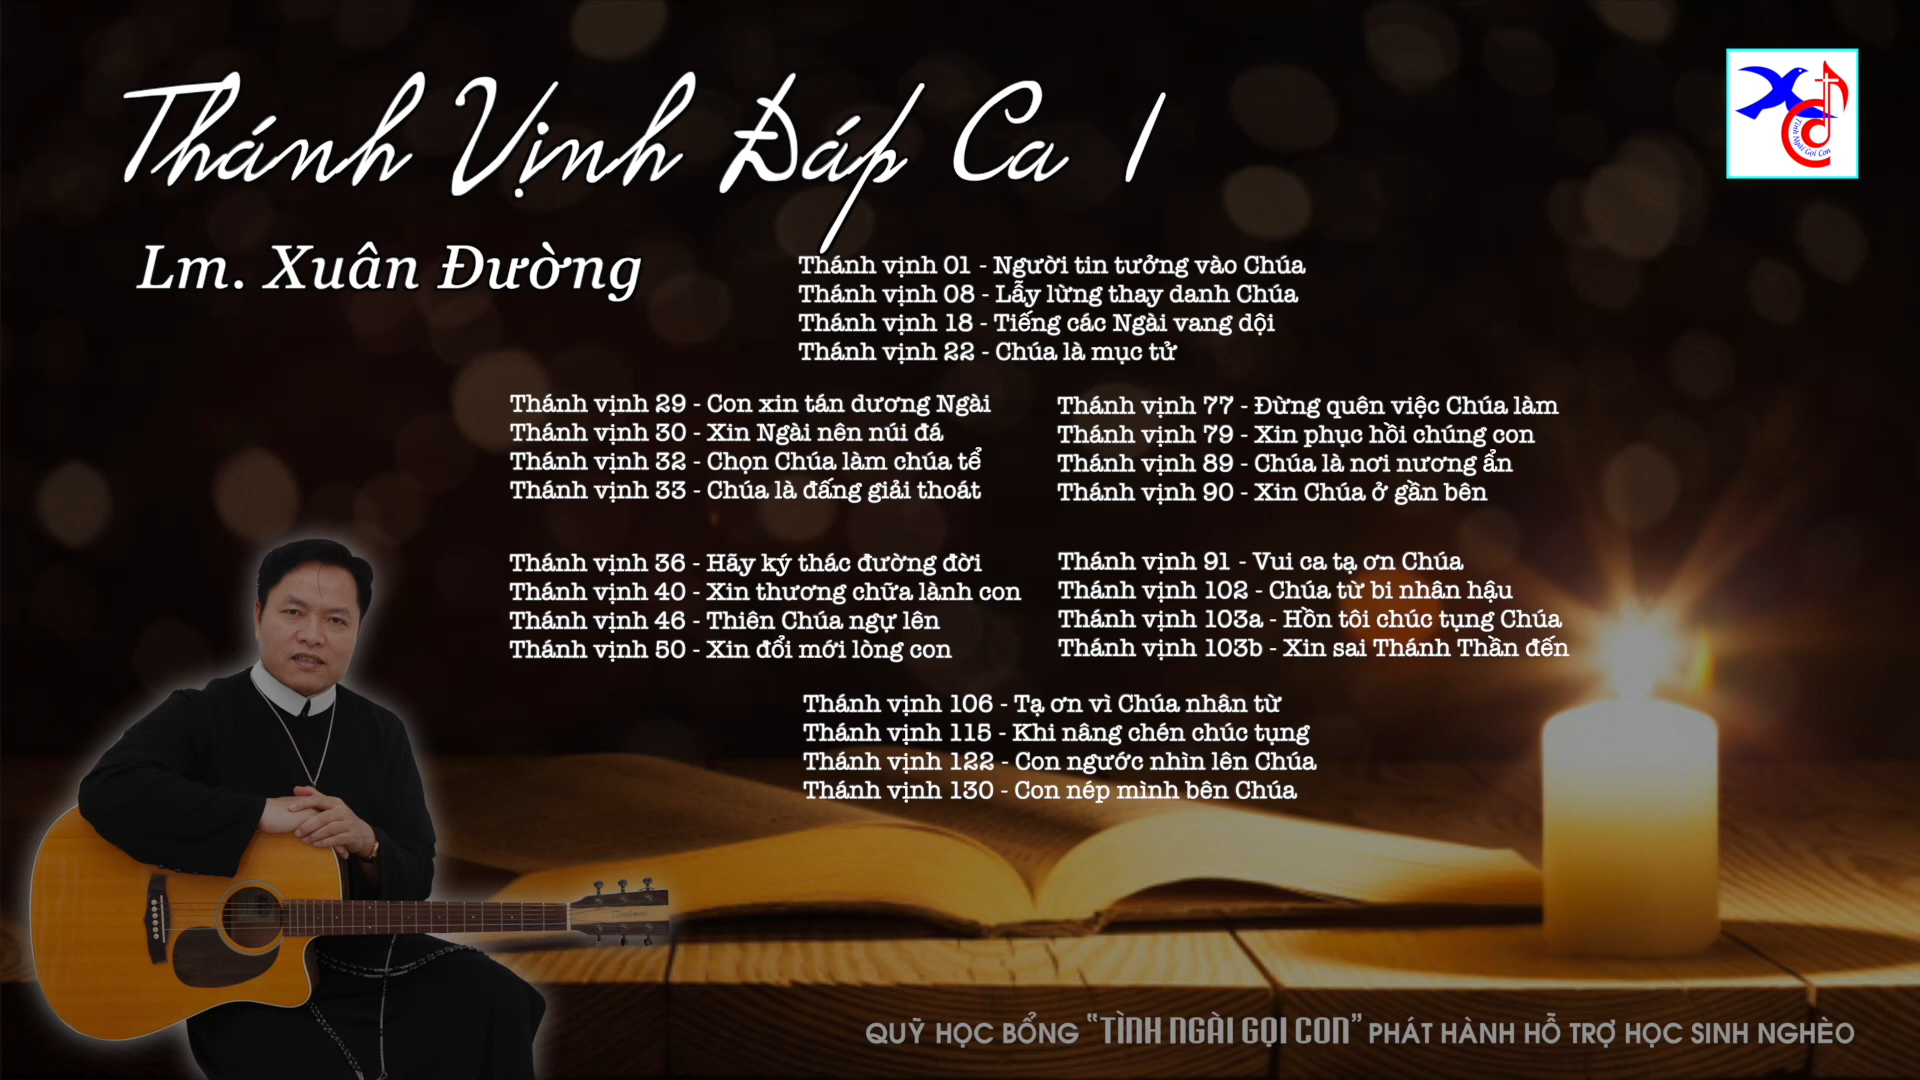 Thánh Vịnh Đáp Ca 1
Lm. Xuân Đường
Tình Ngài Gọi Con
Thánh vịnh 01 - Người tin tưởng vào Chúa
Thánh vịnh 08 - Lẫy lừng thay danh Chúa
Thánh vịnh 18 - Tiếng các Ngài vang dội
Thánh vịnh 22 - Chúa là mục tử
Thánh vịnh 29 - Con xin tán dương Ngài
Thánh vịnh 30 - Xin Ngài nên núi đá
Thánh vịnh 32 - Chọn Chúa làm chúa tể
Thánh vịnh 33 - Chúa là đấng giải thoát
Thánh vịnh 77 - Đừng quên việc Chúa làm
Thánh vịnh 79 - Xin phục hồi chúng con
Thánh vịnh 89 - Chúa là nơi nương ẩn
Thánh vịnh 90 - Xin Chúa ở gần bên
Thánh vịnh 36 - Hãy ký thác đường đời
Thánh vịnh 40 - Xin thương chữa lành con
Thánh vịnh 46 - Thiên Chúa ngự lên
Thánh vịnh 50 - Xin đổi mới lòng con
Thánh vịnh 91 - Vui ca tạ ơn Chúa
Thánh vịnh 102 - Chúa từ bi nhân hậu
Thánh vịnh 103a - Hồn tôi chúc tụng Chúa
Thánh vịnh 103b - Xin sai Thánh Thần đến
Thánh vịnh 106 - Tạ ơn vì Chúa nhân từ
Thánh vịnh 115 - Khi nâng chén chúc tụng
Thánh vịnh 122 - Con ngước nhìn lên Chúa
Thánh vịnh 130 - Con nép mình bên Chúa
QUỸ HỌC BỔNG "TÌNH NGÀI GỌI CON" PHÁT HÀNH HỖ TRỢ HỌC SINH NGHÈO